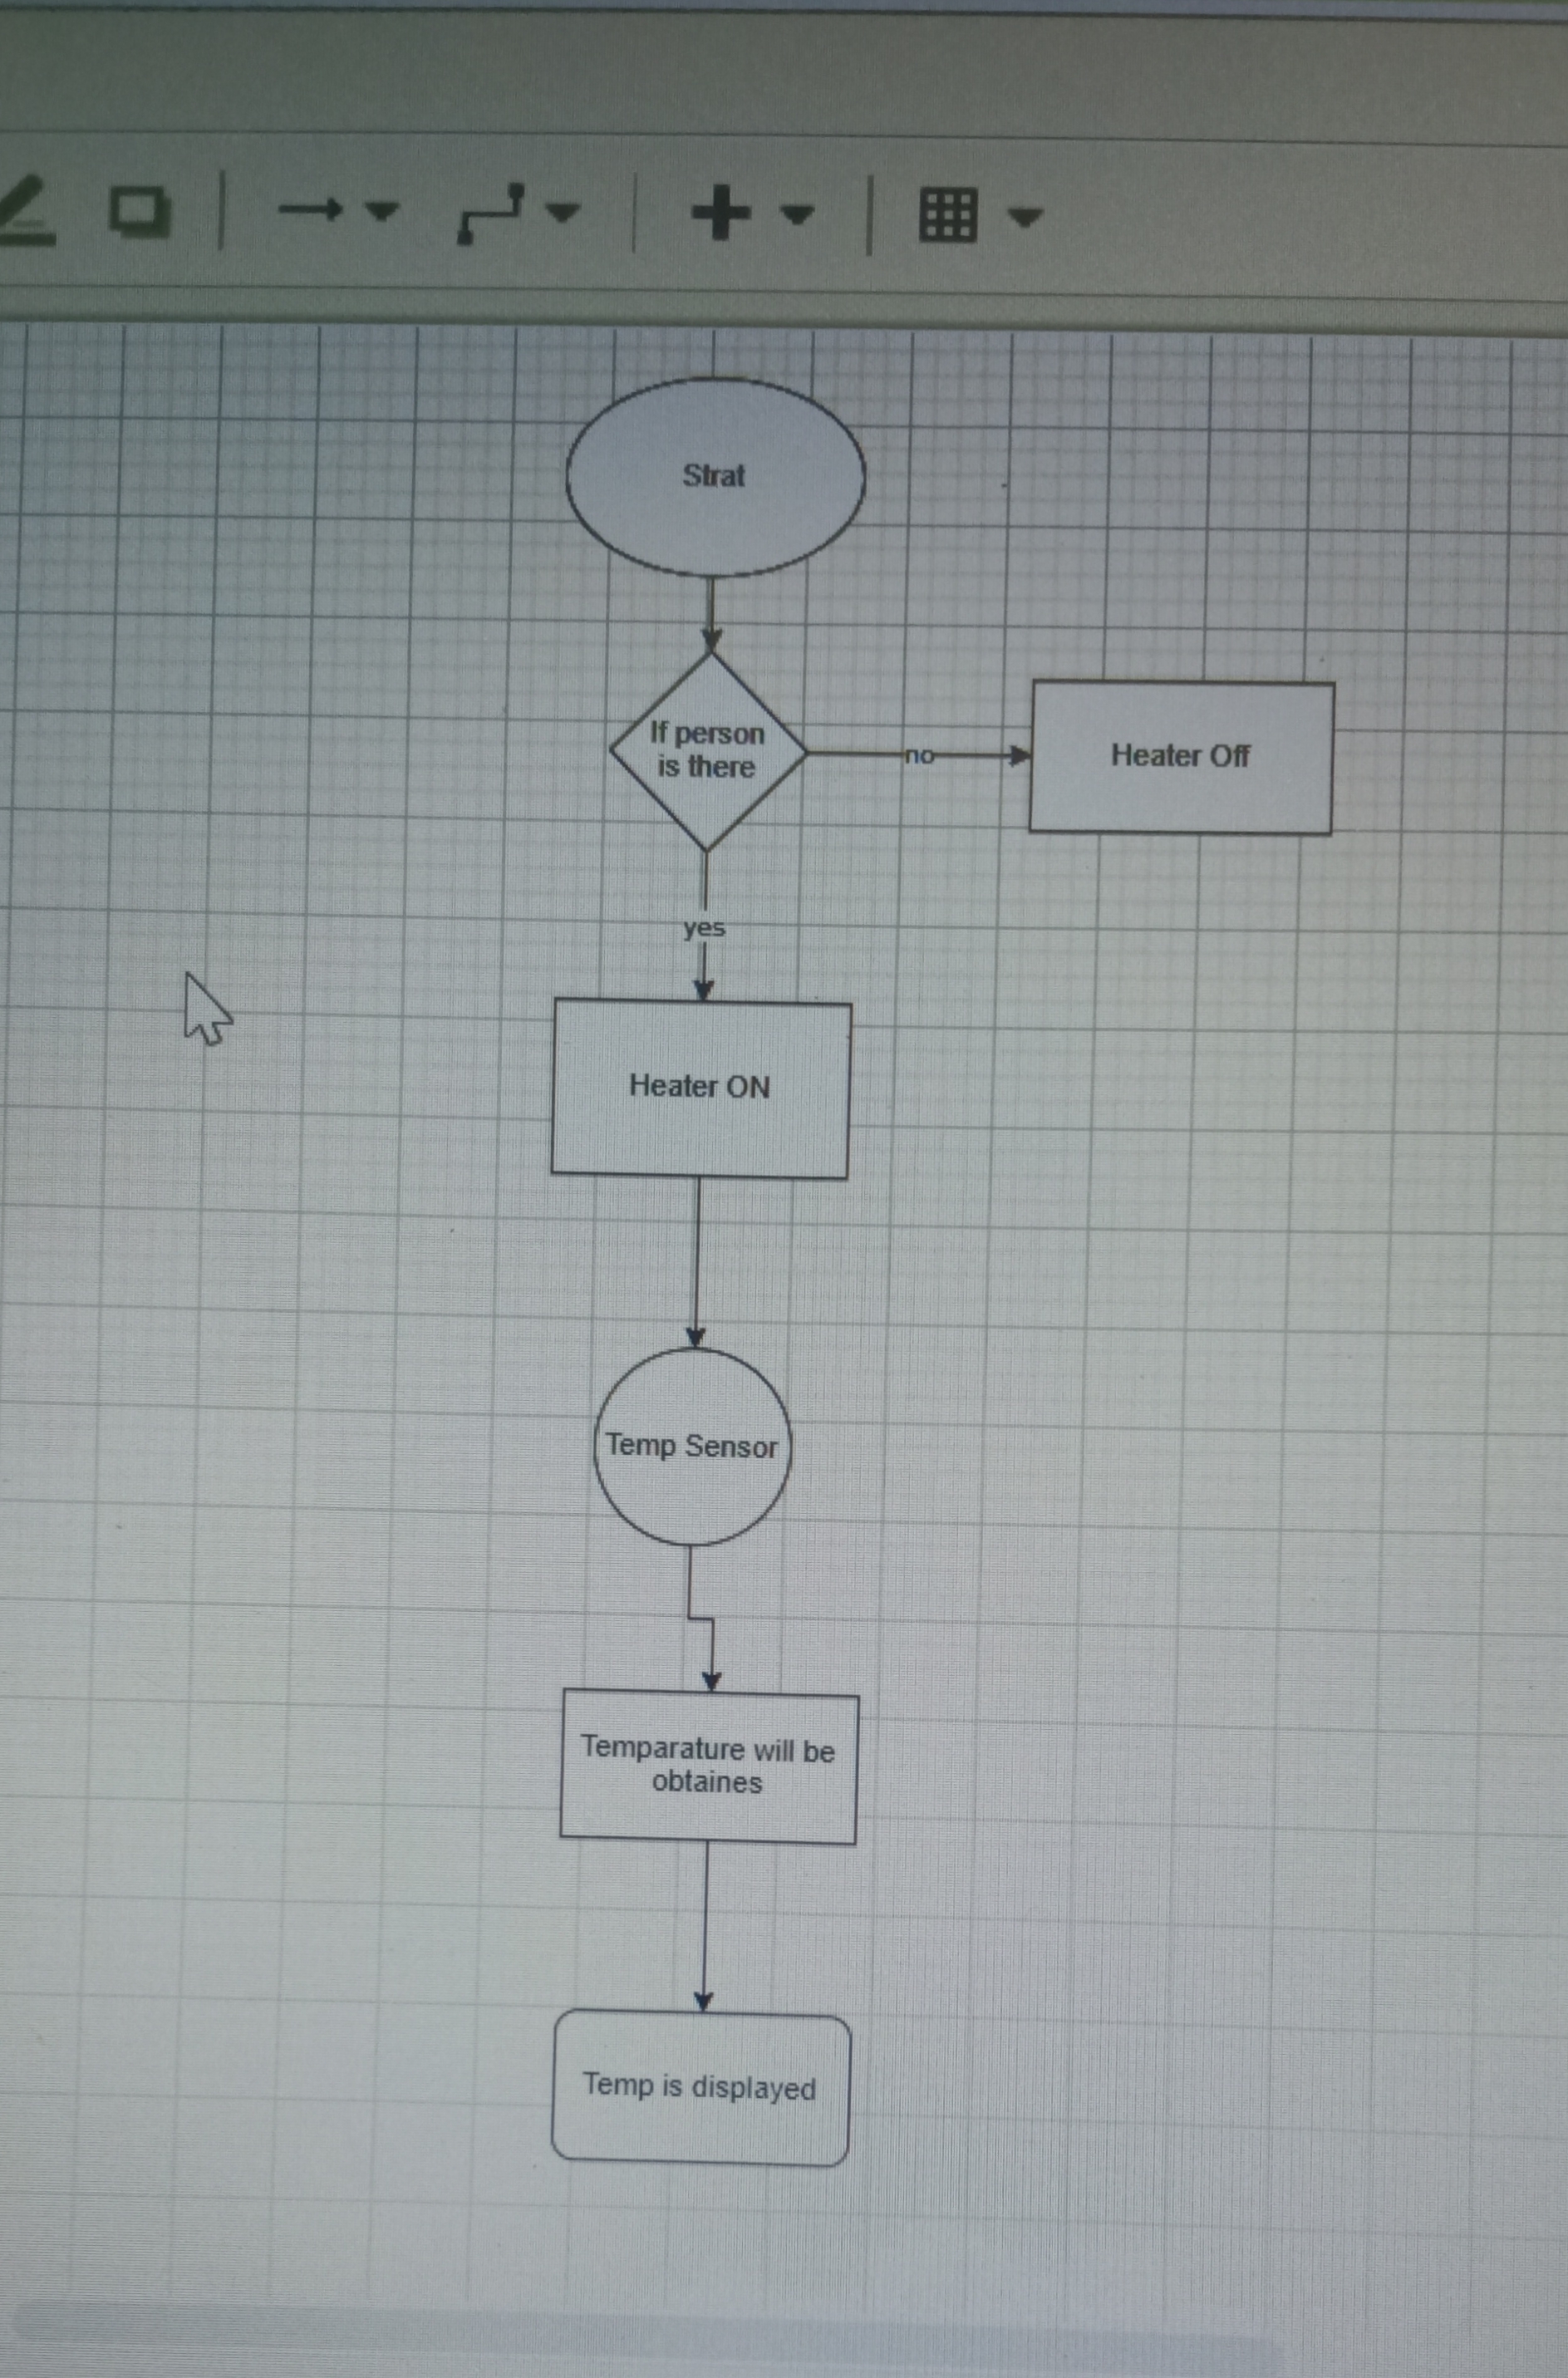 Strat
If person
is there
no
Heater Off
yes
Heater ON
Temp Sensor
Temparature will be
obtaines
Temp is displayed